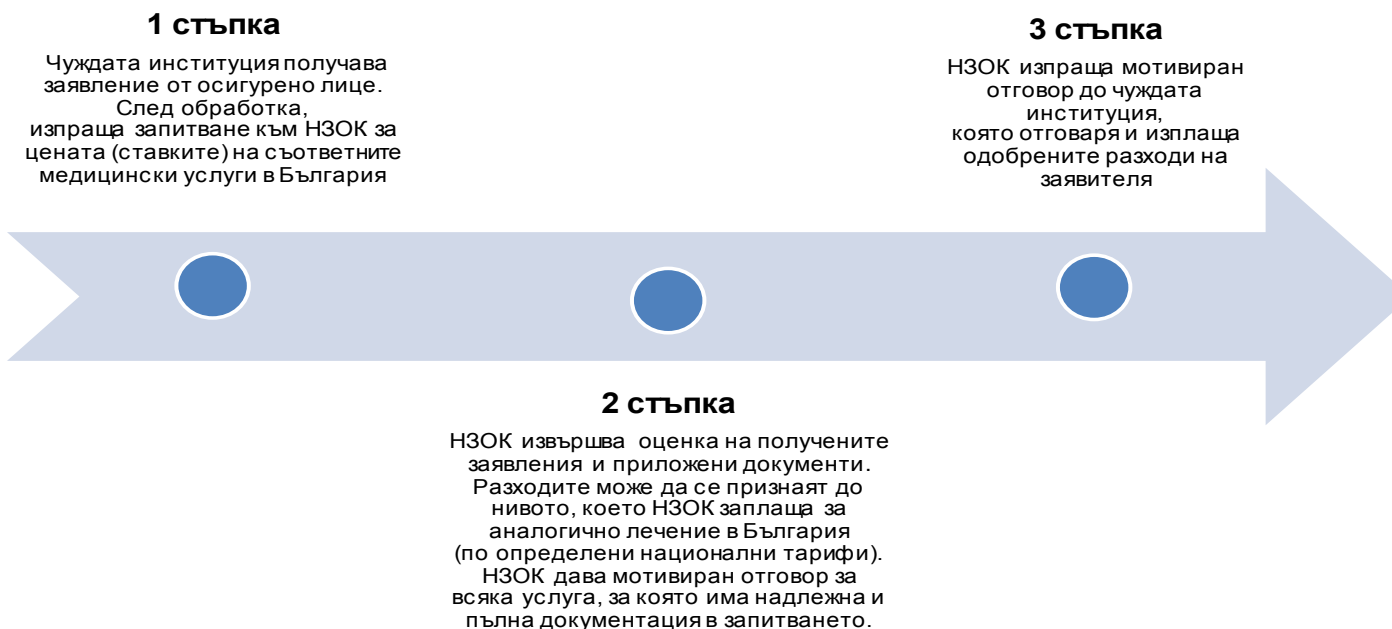 1 стъпка
Чуждата институция получава
заявление от осигурено лице.
След обработка,
изпраща запитване към НЗОК за
цената (ставките) на съответните
медицински услуги в България
2 стъпка
НЗОК извършва оценка на получените
заявления и приложени документи.
Разходите може да се признаят до
нивото, което НЗОК заплаща за
аналогично лечение в България
(по определени национални тарифи).
НЗОК дава мотивиран отговор за
всяка услуга, за която има надлежна и
пълна документация в запитването.
3 стъпка
НЗОК изпраща мотивиран
отговор до чуждата
институция,
която отговаря и изплаща
одобрените разходи на
заявителя